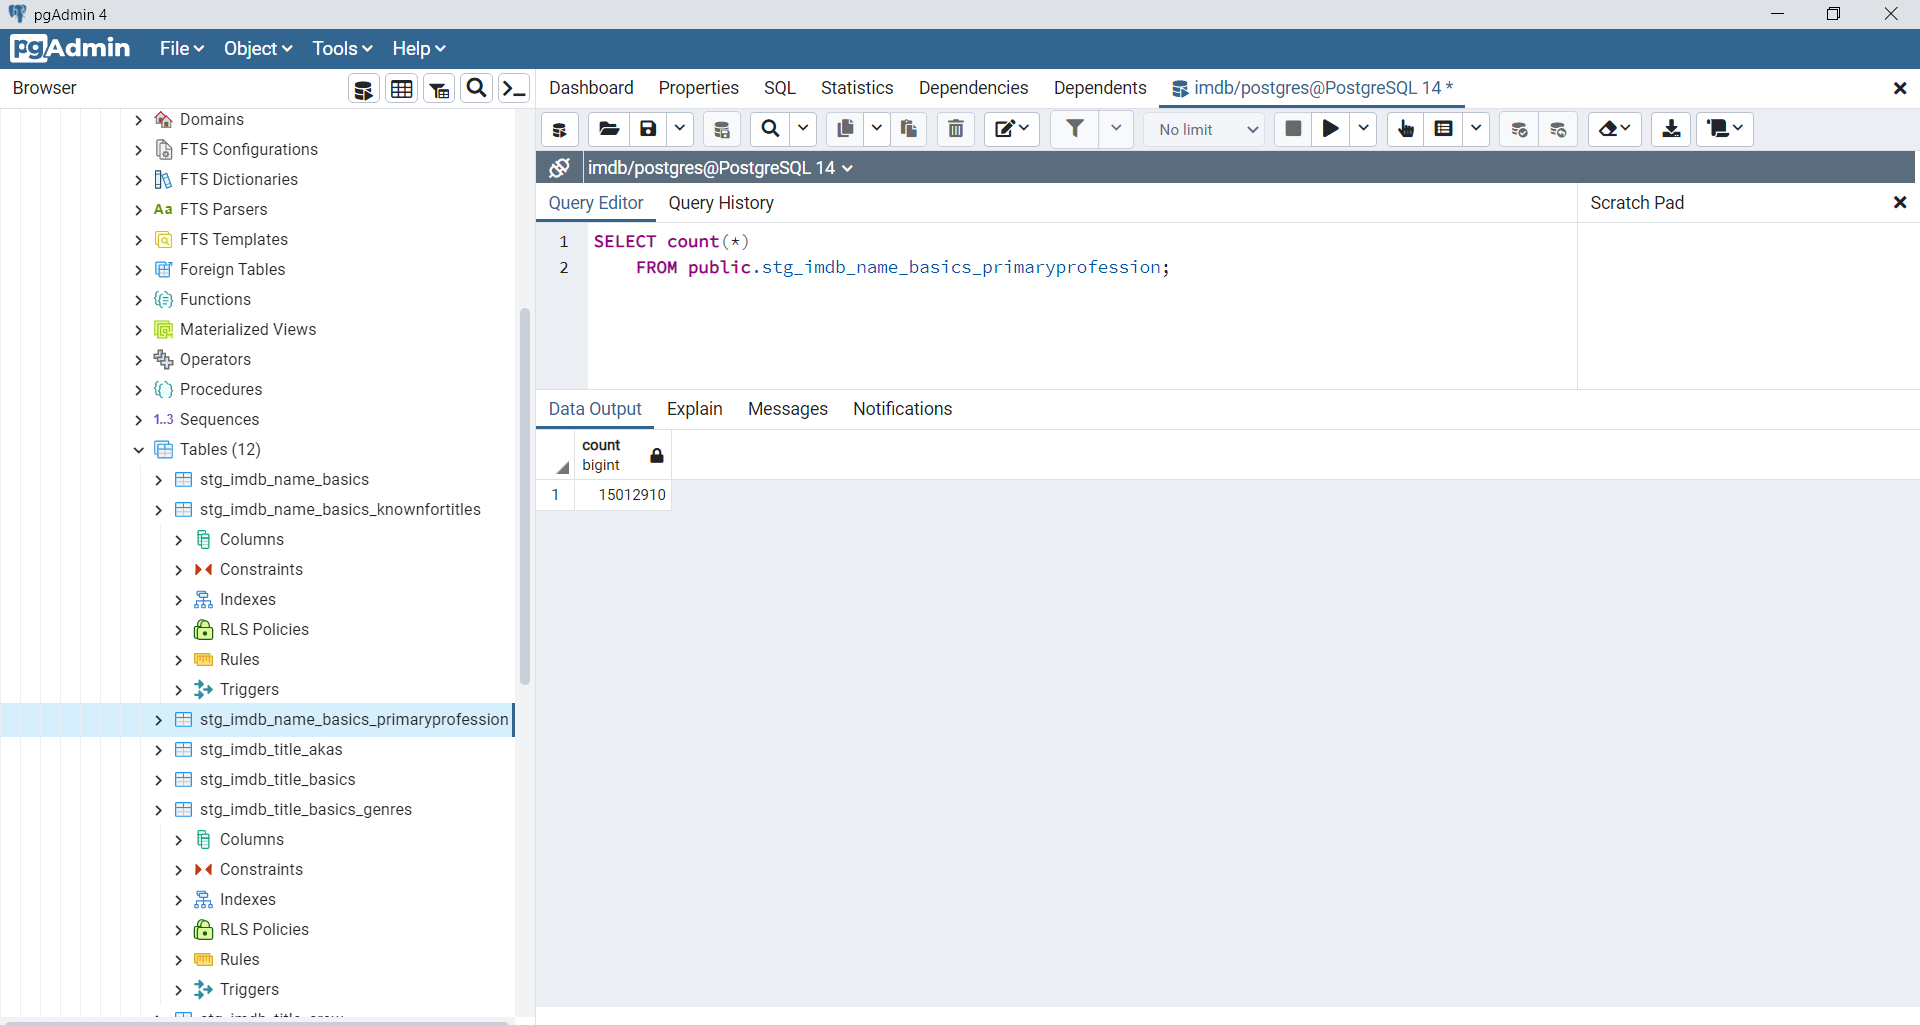 pgAdmin 4
pgAdmin File Object Tools Help
Browser
Dashboard Properties SQL Statistics Dependencies Dependents imdb/postgres@PostgreSQL 14 *
No limit
imdb/postgres@PostgreSQL 14
Query Editor Query History
Scratch Pad
1 SELECT count(*)
2 FROM public.stg_imdb_name_basics_primaryprofession;
Data Output Explain Messages Notifications
count
bigint
1 15012910
Domains
FTS Configurations
FTS Dictionaries
Aa FTS Parsers
FTS Templates
Foreign Tables
Functions
Materialized Views
Operators
Procedures
1..3 Sequences
Tables (12)
stg_imdb_name_basics
stg_imdb_name_basics_knownfortitles
Columns
Constraints
Indexes
RLS Policies
Rules
Triggers
stg_imdb_name_basics_primaryprofession
stg_imdb_title_akas
stg_imdb_title_basics
stg_imdb_title_basics_genres
Columns
Constraints
Indexes
RLS Policies
Rules
Triggers